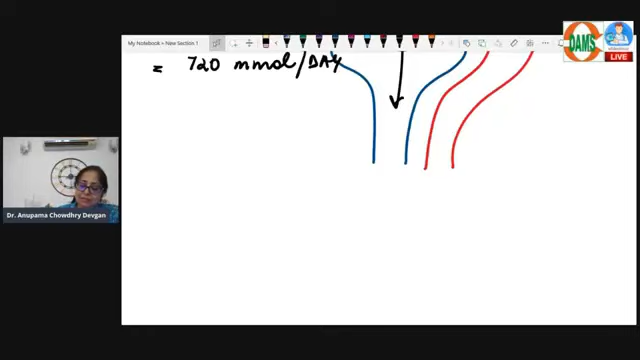 My Notebook > New Section 1
DAMS
LIVE
= 720 mmol/DAY
Dr. Anupama Chowdhry Devgan